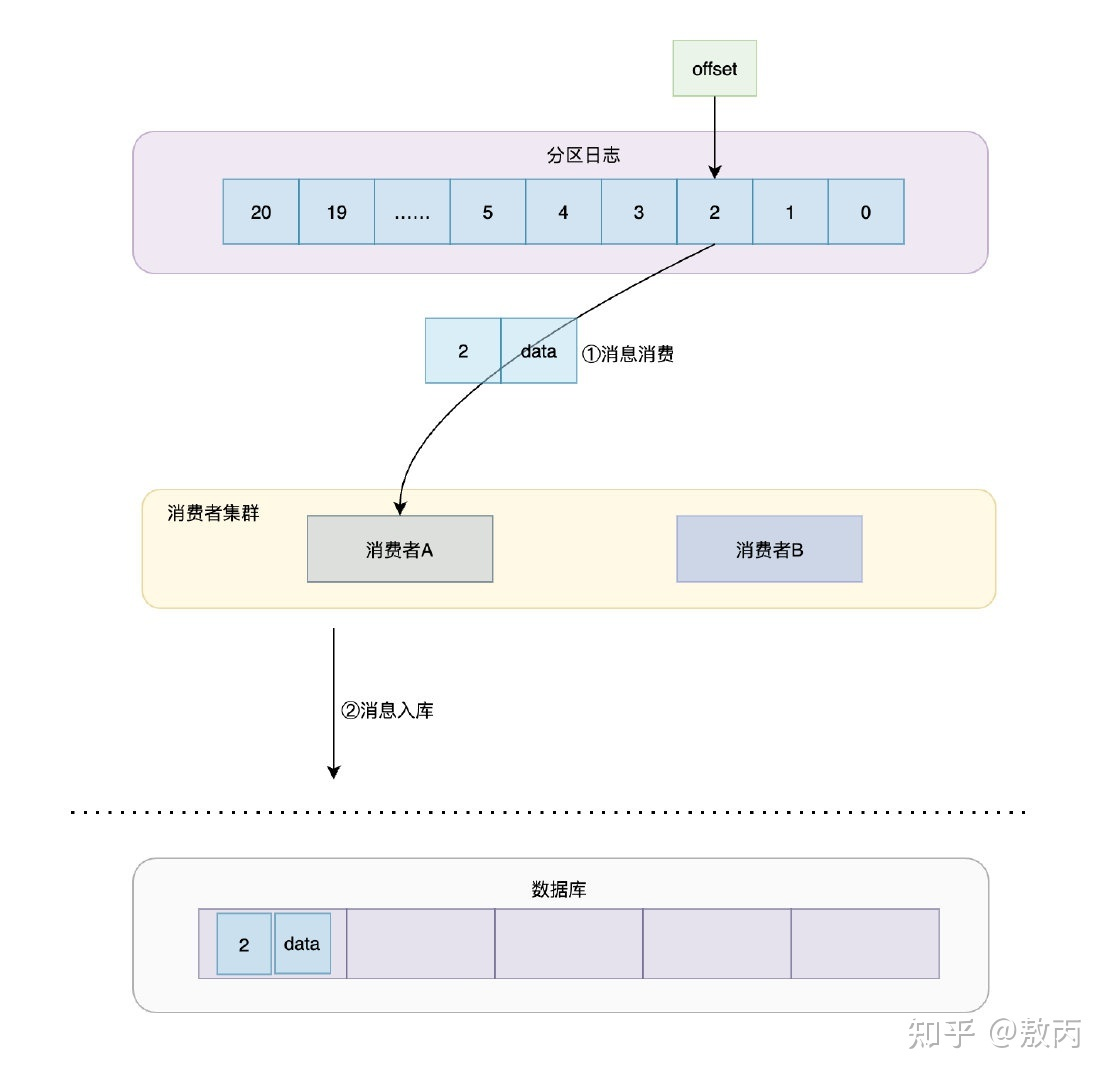 offset
分区日志
20 19 …… 5 4 3 2 1 0
2 data ①消息消费
消费者集群
消费者A 消费者B
②消息入库
数据库
2 data
知乎 @敖丙